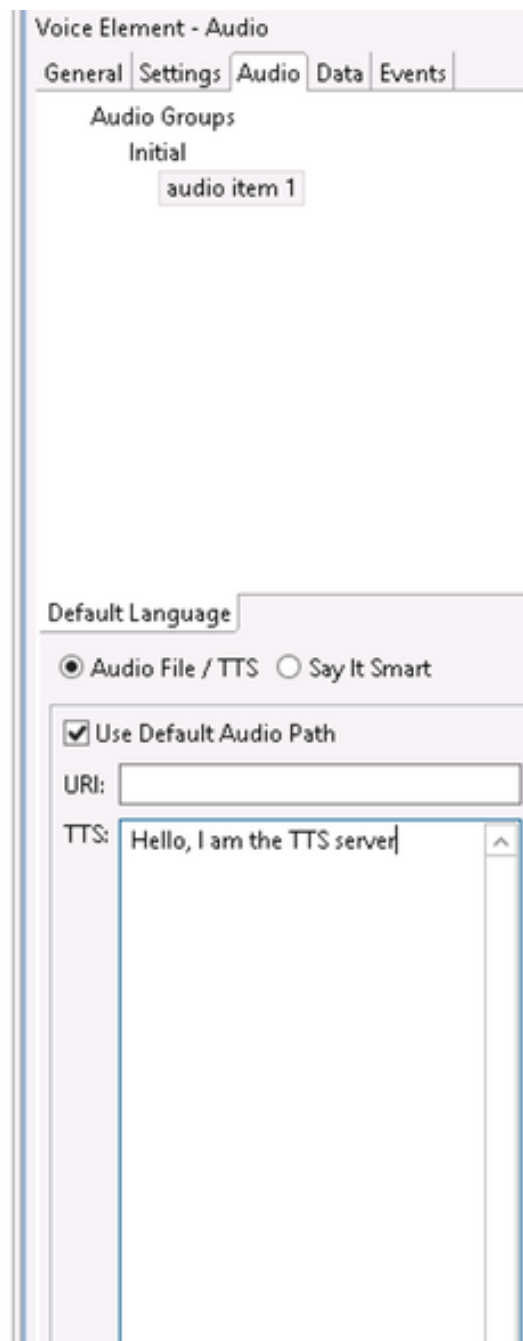 Voice Element - Audio
General Settings Audio Data Events
Audio Groups
Initial
audio item 1
Default Language
Audio File / TTS Say It Smart
Use Default Audio Path
URI:
TTS: Hello, I am the TTS server